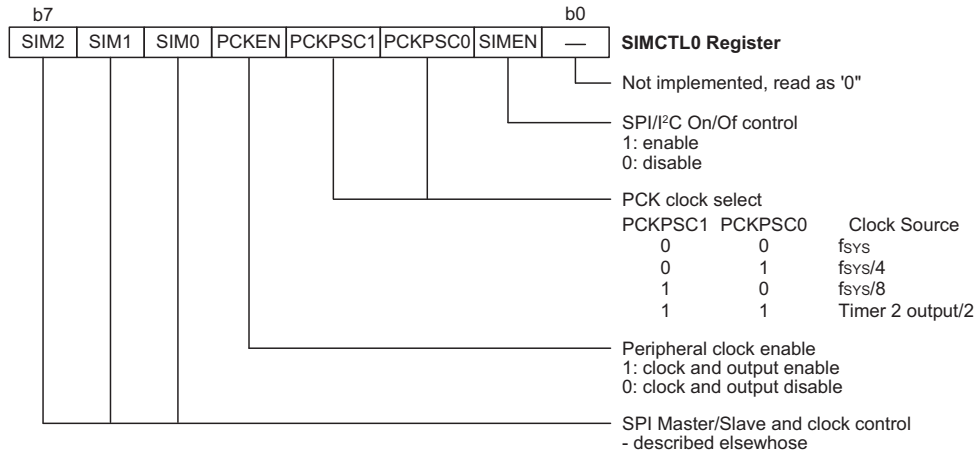 b7 b0
SIM2 SIM1 SIM0 PCKEN PCKPSC1 PCKPSC0 SIMEN — SIMCTL0 Register
Not implemented, read as '0"
SPI/I²C On/Of control
1: enable
0: disable
PCK clock select
PCKPSC1 PCKPSC0 Clock Source
0 0 fSYS
0 1 fSYS/4
1 0 fSYS/8
1 1 Timer 2 output/2
Peripheral clock enable
1: clock and output enable
0: clock and output disable
SPI Master/Slave and clock control
- described elsewhose